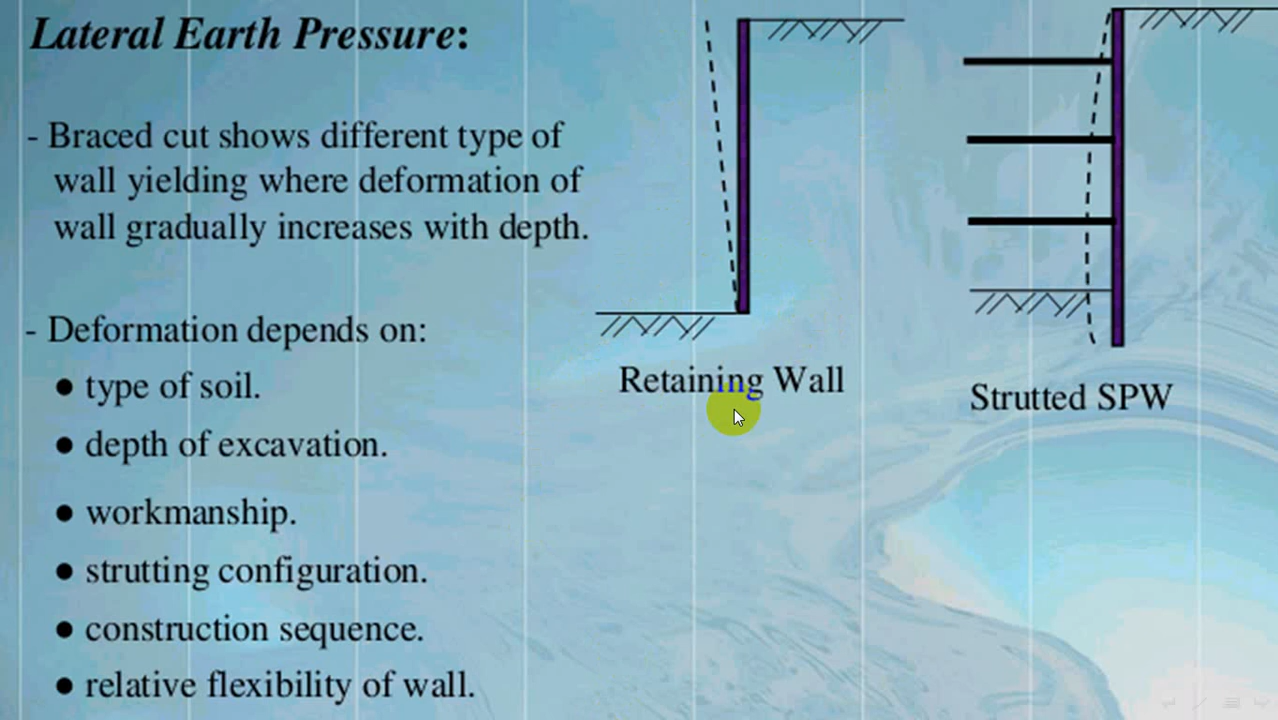 Lateral Earth Pressure:
- Braced cut shows different type of
wall yielding where deformation of
wall gradually increases with depth.
- Deformation depends on:
● type of soil.
● depth of excavation.
● workmanship.
● strutting configuration.
● construction sequence.
● relative flexibility of wall.
Retaining Wall
Strutted SPW